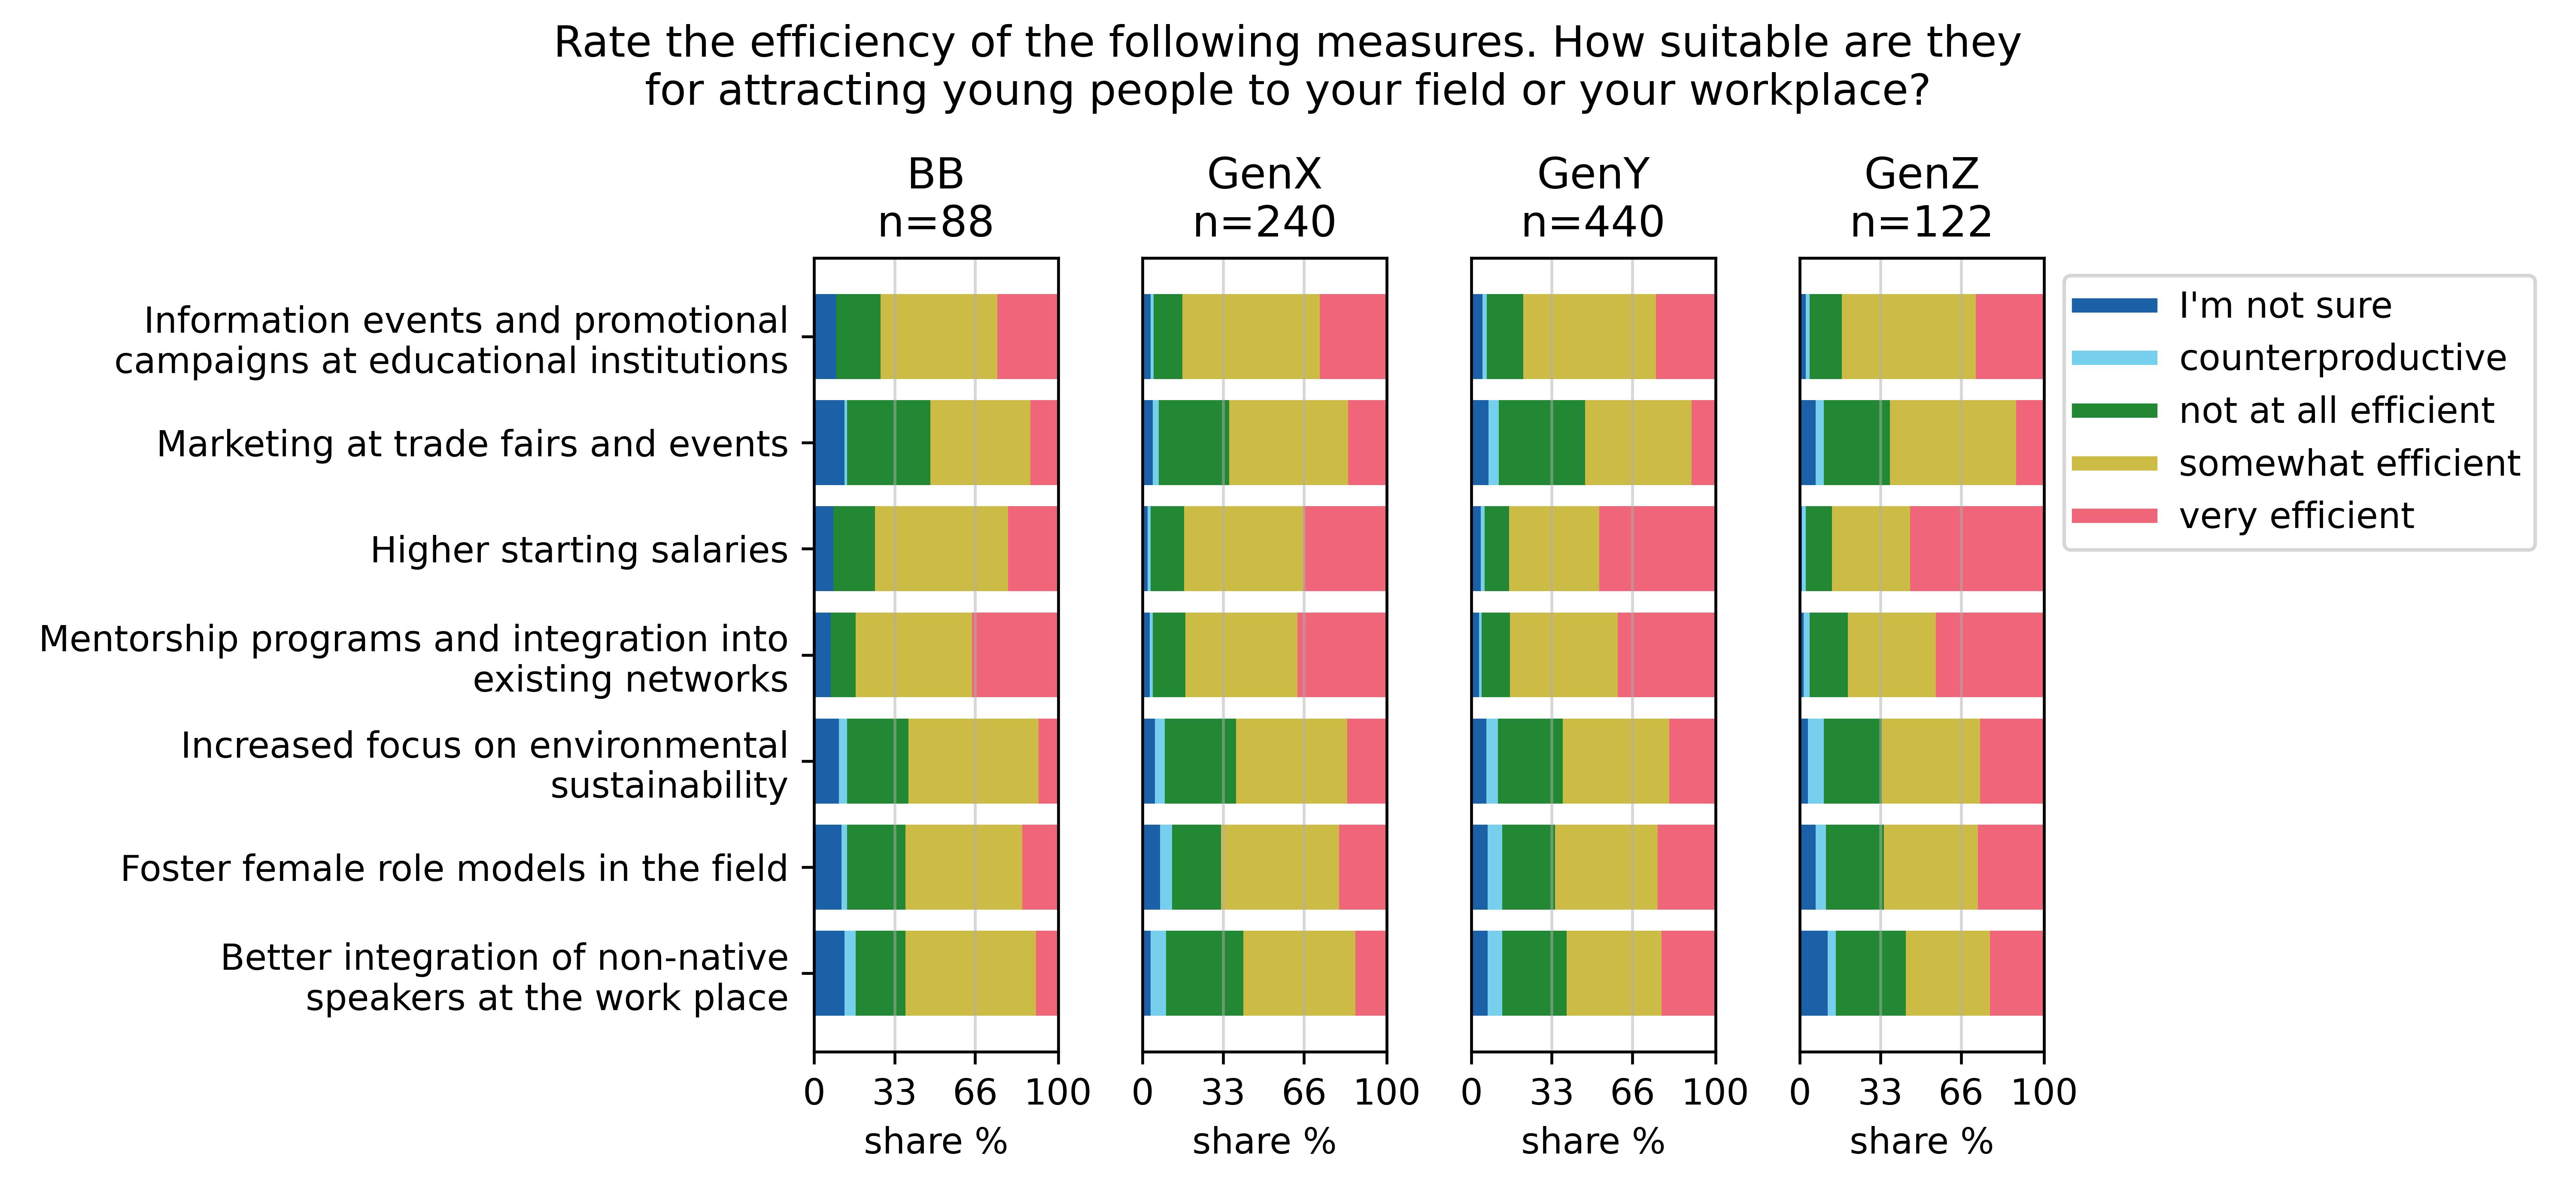 Rate the efficiency of the following measures. How suitable are they
for attracting young people to your field or your workplace?
BB
n=88
GenX
n=240
GenY
n=440
GenZ
n=122
Information events and promotional
campaigns at educational institutions
Marketing at trade fairs and events
Higher starting salaries
Mentorship programs and integration into
existing networks
Increased focus on environmental
sustainability
Foster female role models in the field
Better integration of non-native
speakers at the work place
I'm not sure
counterproductive
not at all efficient
somewhat efficient
very efficient
0 33 66 100
share %
0 33 66 100
share %
0 33 66 100
share %
0 33 66 100
share %